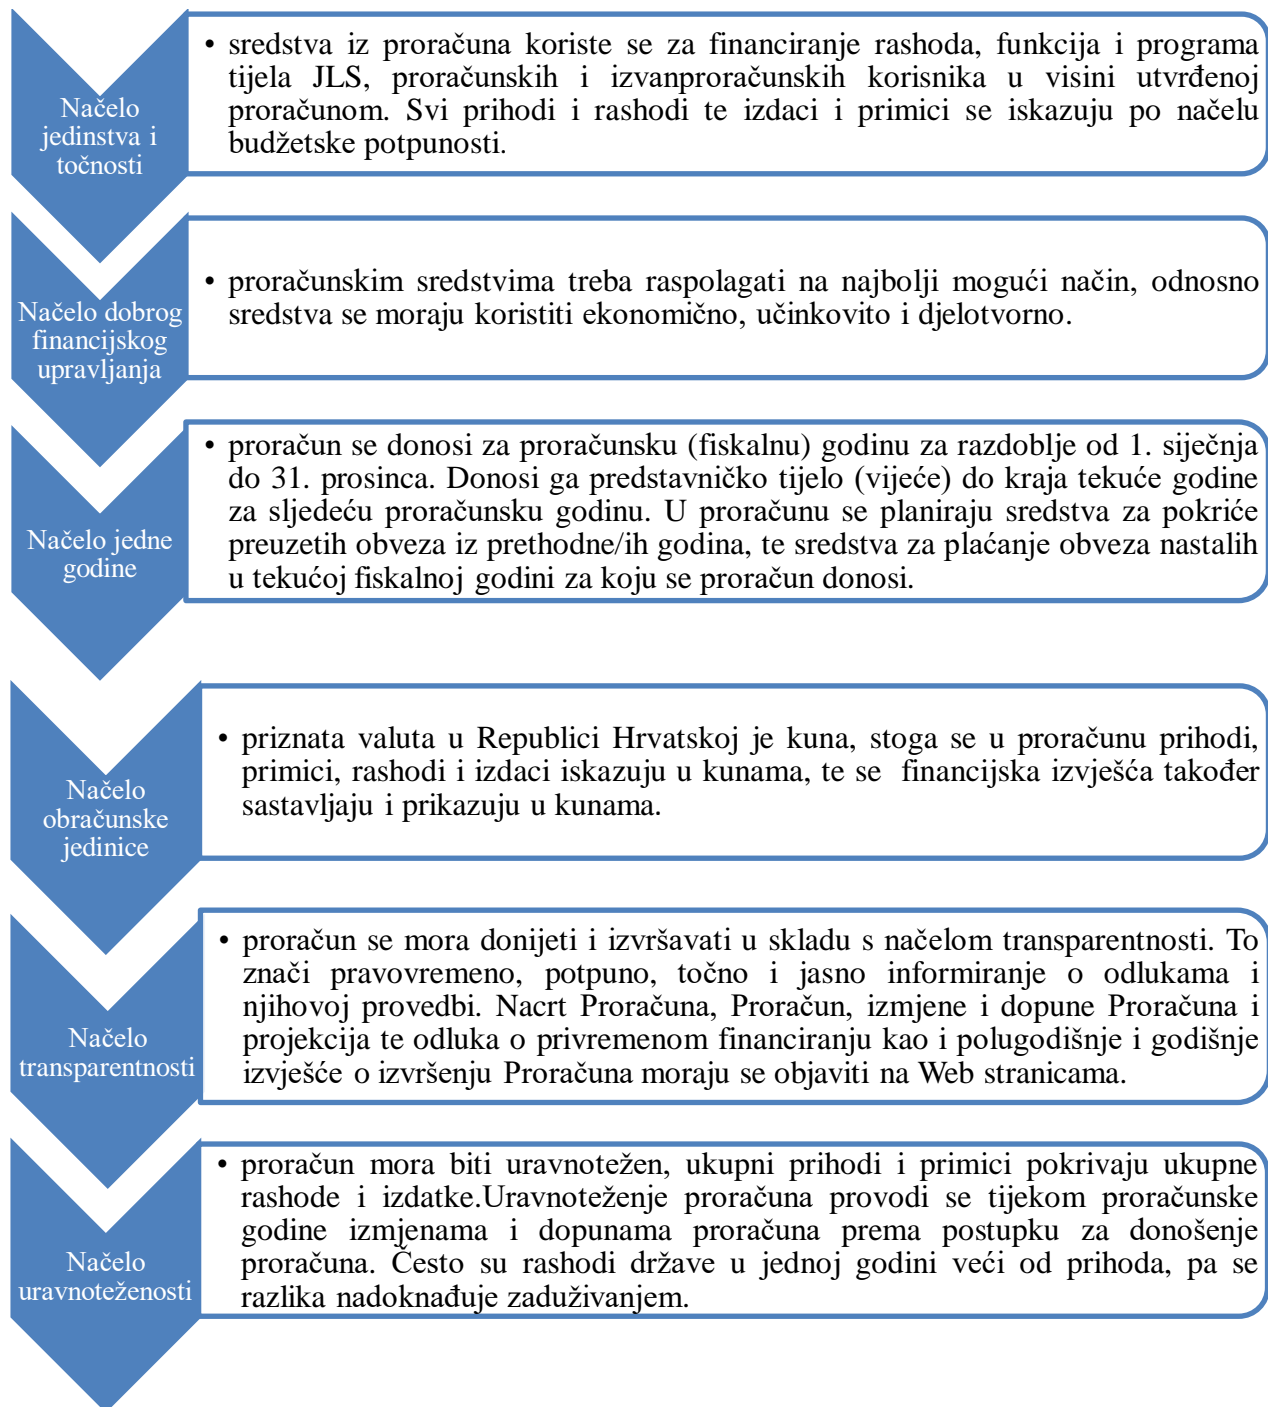 Načelo
jedinstva i
točnosti
• sredstva iz proračuna koriste se za financiranje rashoda, funkcija i programa
tijela JLS, proračunskih i izvanproračunskih korisnika u visini utvrđenoj
proračunom. Svi prihodi i rashodi te izdaci i primici se iskazuju po načelu
budžetske potpunosti.
Načelo dobrog
financijskog
upravljanja
• proračunskim sredstvima treba raspolagati na najbolji mogući način, odnosno
sredstva se moraju koristiti ekonomično, učinkovito i djelotvorno.
Načelo jedne
godine
• proračun se donosi za proračunsku (fiskalnu) godinu za razdoblje od 1. siječnja
do 31. prosinca. Donosi ga predstavničko tijelo (vijeće) do kraja tekuće godine
za sljedeću proračunsku godinu. U proračunu se planiraju sredstva za pokriće
preuzetih obveza iz prethodne/ih godina, te sredstva za plaćanje obveza nastalih
u tekućoj fiskalnoj godini za koju se proračun donosi.
Načelo
obračunske
jedinice
• priznata valuta u Republici Hrvatskoj je kuna, stoga se u proračunu prihodi,
primici, rashodi i izdaci iskazuju u kunama, te se financijska izvješća također
sastavljaju i prikazuju u kunama.
Načelo
transparentnosti
• proračun se mora donijeti i izvršavati u skladu s načelom transparentnosti. To
znači pravovremeno, potpuno, točno i jasno informiranje o odlukama i
njihovoj provedbi. Nacrt Proračuna, Proračun, izmjene i dopune Proračuna i
projekcija te odluka o privremenom financiranju kao i polugodišnje i godišnje
izvješće o izvršenju Proračuna moraju se objaviti na Web stranicama.
Načelo
uravnoteženosti
• proračun mora biti uravnotežen, ukupni prihodi i primici pokrivaju ukupne
rashode i izdatke.Uravnoteženje proračuna provodi se tijekom proračunske
godine izmjenama i dopunama proračuna prema postupku za donošenje
proračuna. Često su rashodi države u jednoj godini veći od prihoda, pa se
razlika nadoknađuje zaduživanjem.